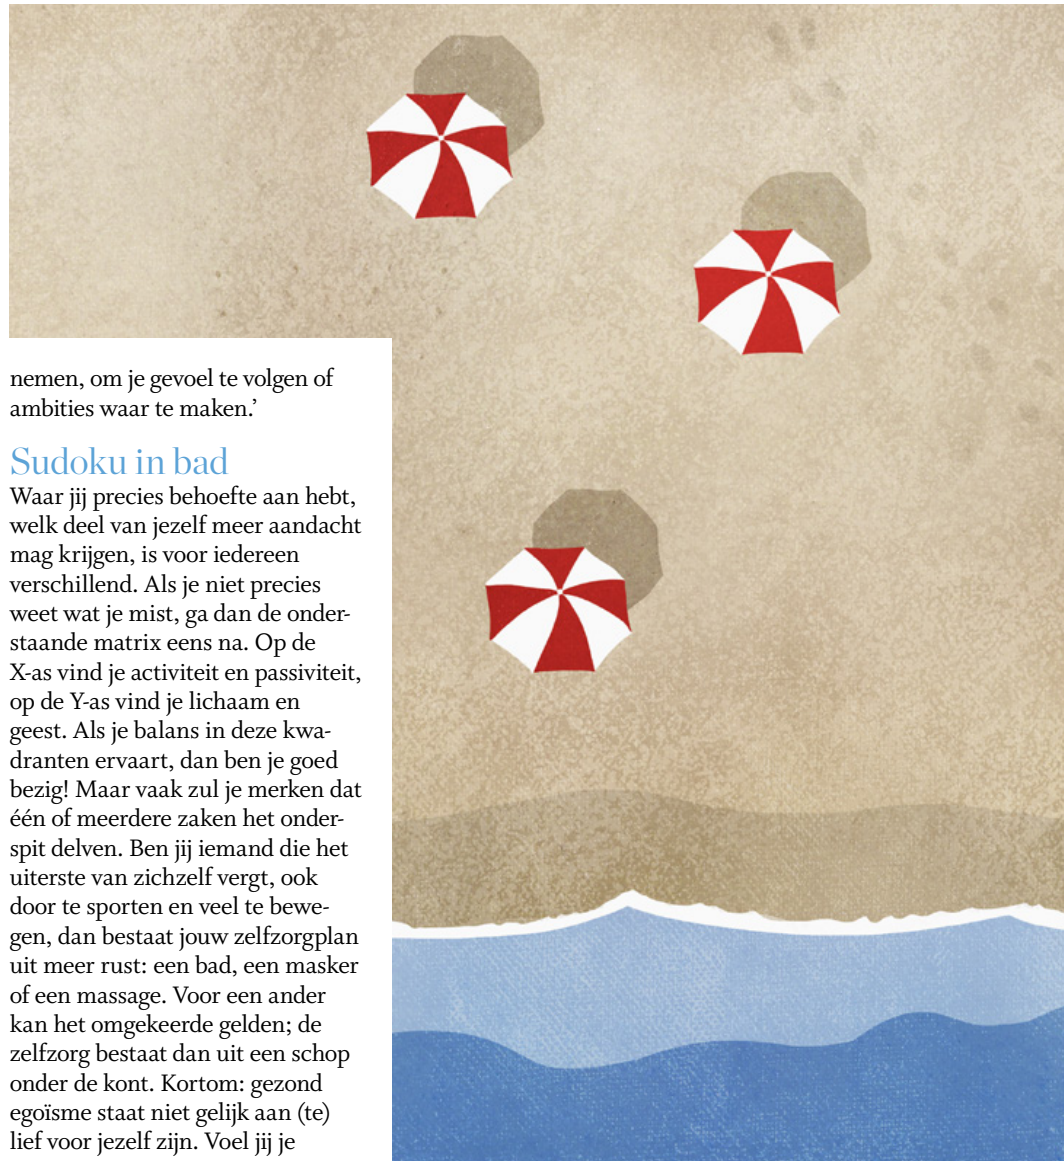 nemen, om je gevoel te volgen of
ambities waar te maken.’
Sudoku in bad
Waar jij precies behoefte aan hebt,
welk deel van jezelf meer aandacht
mag krijgen, is voor iedereen
verschillend. Als je niet precies
weet wat je mist, ga dan de onder-
staande matrix eens na. Op de
X-as vind je activiteit en passiviteit,
op de Y-as vind je lichaam en
geest. Als je balans in deze kwa-
dranten ervaart, dan ben je goed
bezig! Maar vaak zul je merken dat
één of meerdere zaken het onder-
spit delven. Ben jij iemand die het
uiterste van zichzelf vergt, ook
door te sporten en veel te bewe-
gen, dan bestaat jouw zelfzorgplan
uit meer rust: een bad, een masker
of een massage. Voor een ander
kan het omgekeerde gelden; de
zelfzorg bestaat dan uit een schop
onder de kont. Kortom: gezond
egoïsme staat niet gelijk aan (te)
lief voor jezelf zijn. Voel jij je